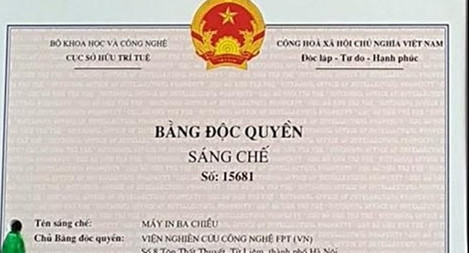 BỘ KHOA HỌC VÀ CÔNG NGHỆ
CỤC SỞ HỮU TRÍ TUỆ
CỘNG HOÀ XÃ HỘI CHỦ NGHĨA VIỆT NAM
Độc lập - Tự do - Hạnh phúc
BẰNG ĐỘC QUYỀN
SÁNG CHẾ
Số: 15681
Tên sáng chế: MÁY IN BA CHIỀU
Chủ Bằng độc quyền: VIỆN NGHIÊN CỨU CÔNG NGHỆ FPT (VN)
Số 8 Tôn Thất Thuyết, Từ Liêm, thành phố Hà Nội